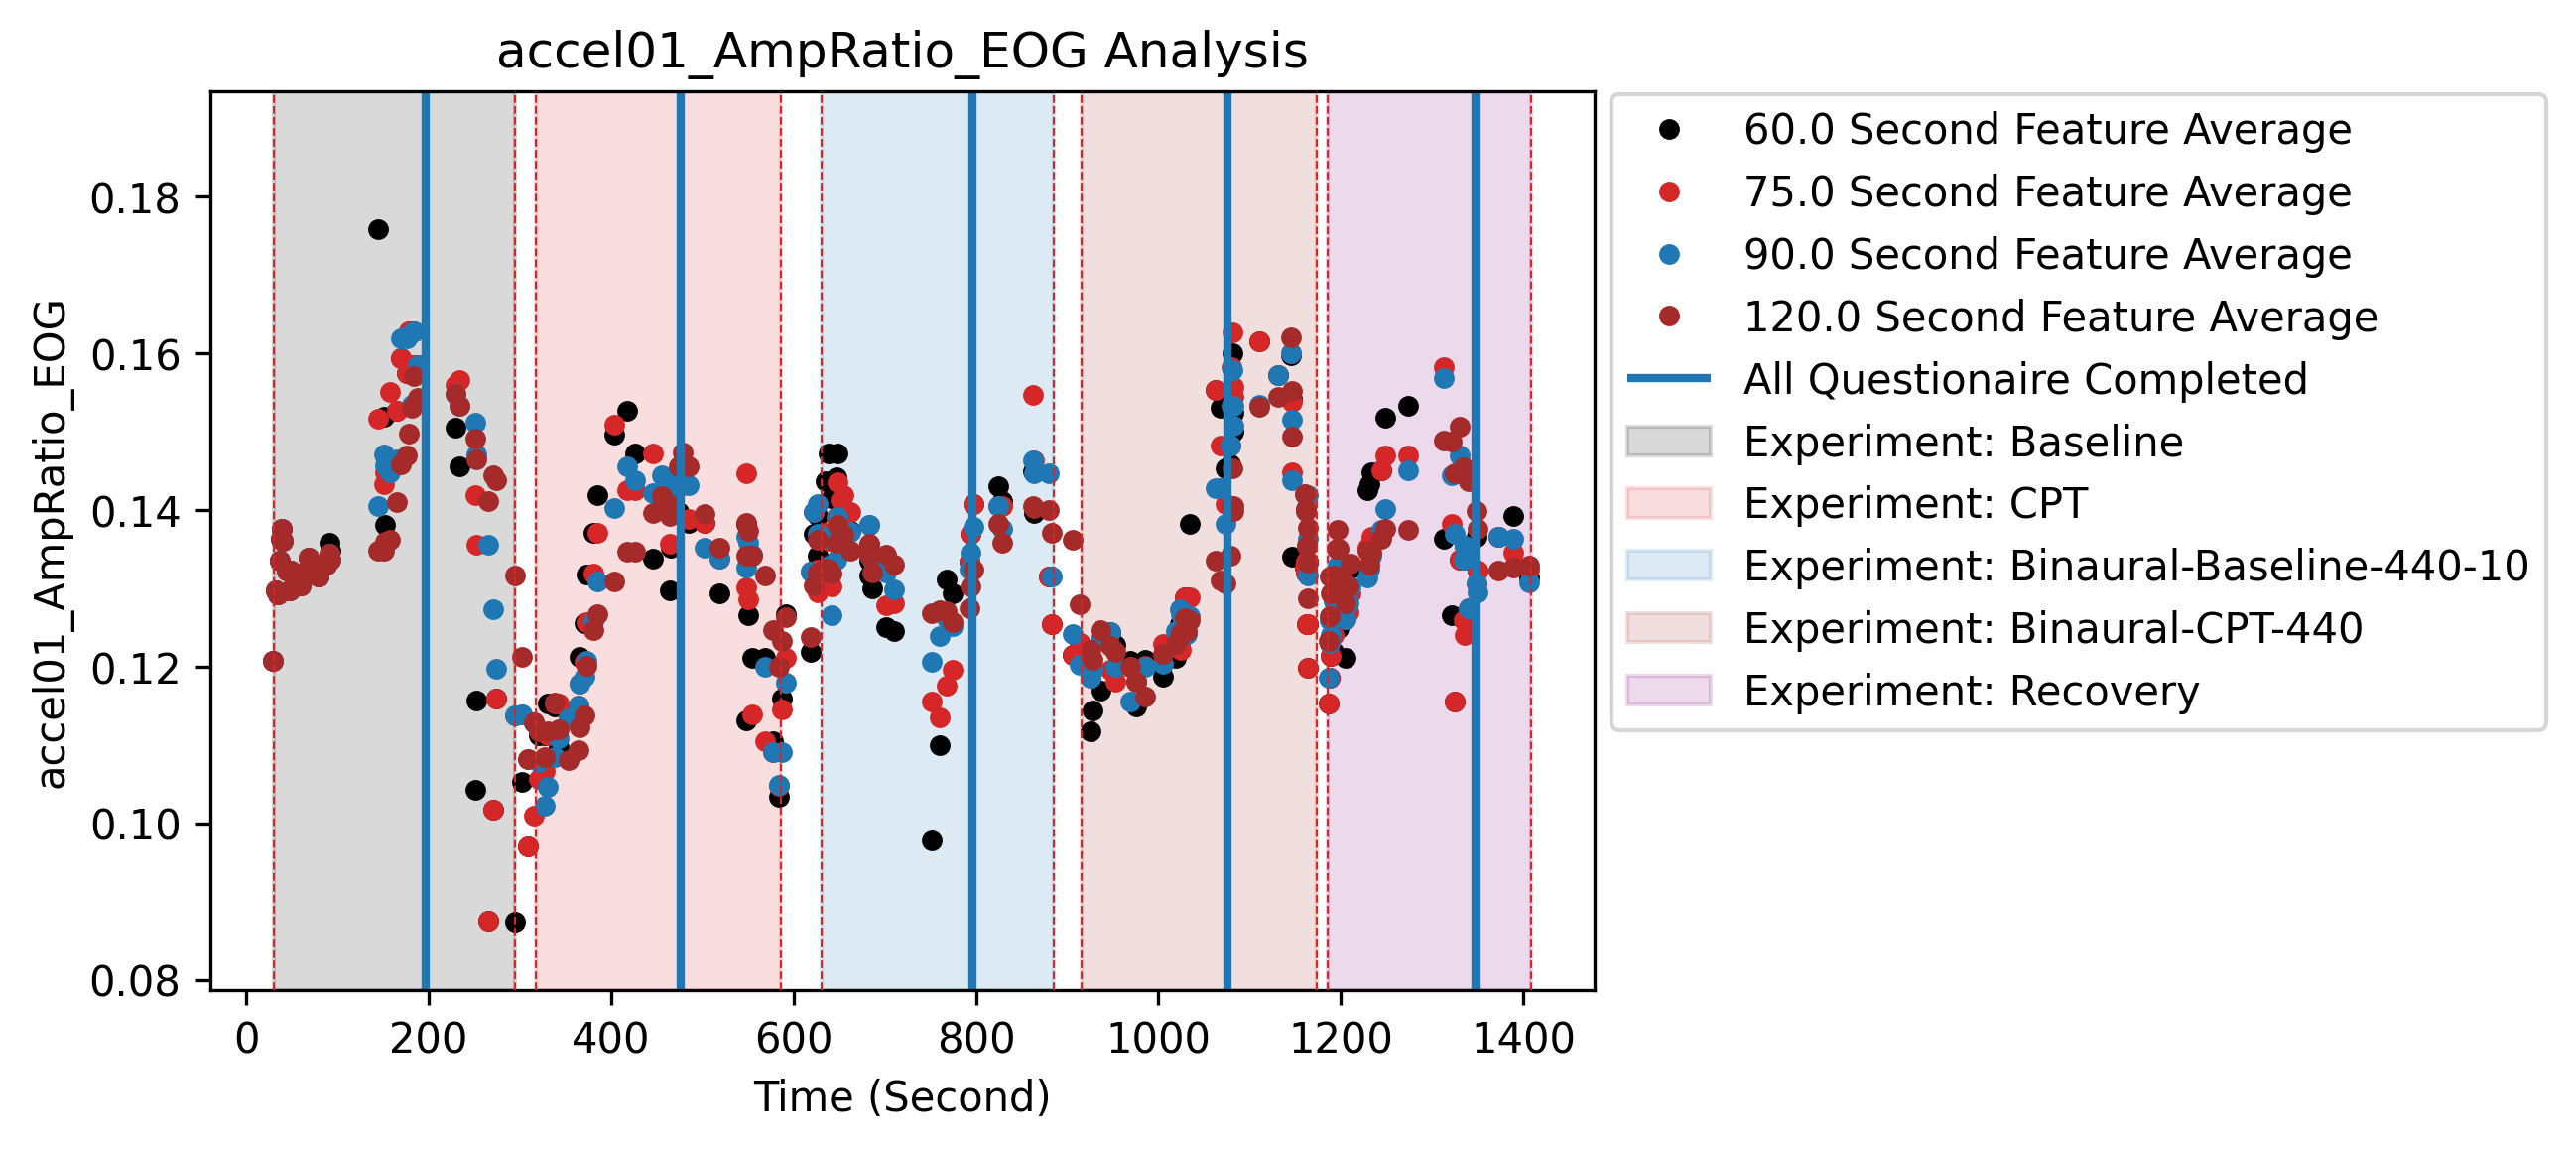 accel01_AmpRatio_EOG Analysis
accel01_AmpRatio_EOG
0.18
0.16
0.14
0.12
0.10
0.08
0 200 400 600 800 1000 1200 1400
Time (Second)
60.0 Second Feature Average
75.0 Second Feature Average
90.0 Second Feature Average
120.0 Second Feature Average
All Questionaire Completed
Experiment: Baseline
Experiment: CPT
Experiment: Binaural-Baseline-440-10
Experiment: Binaural-CPT-440
Experiment: Recovery